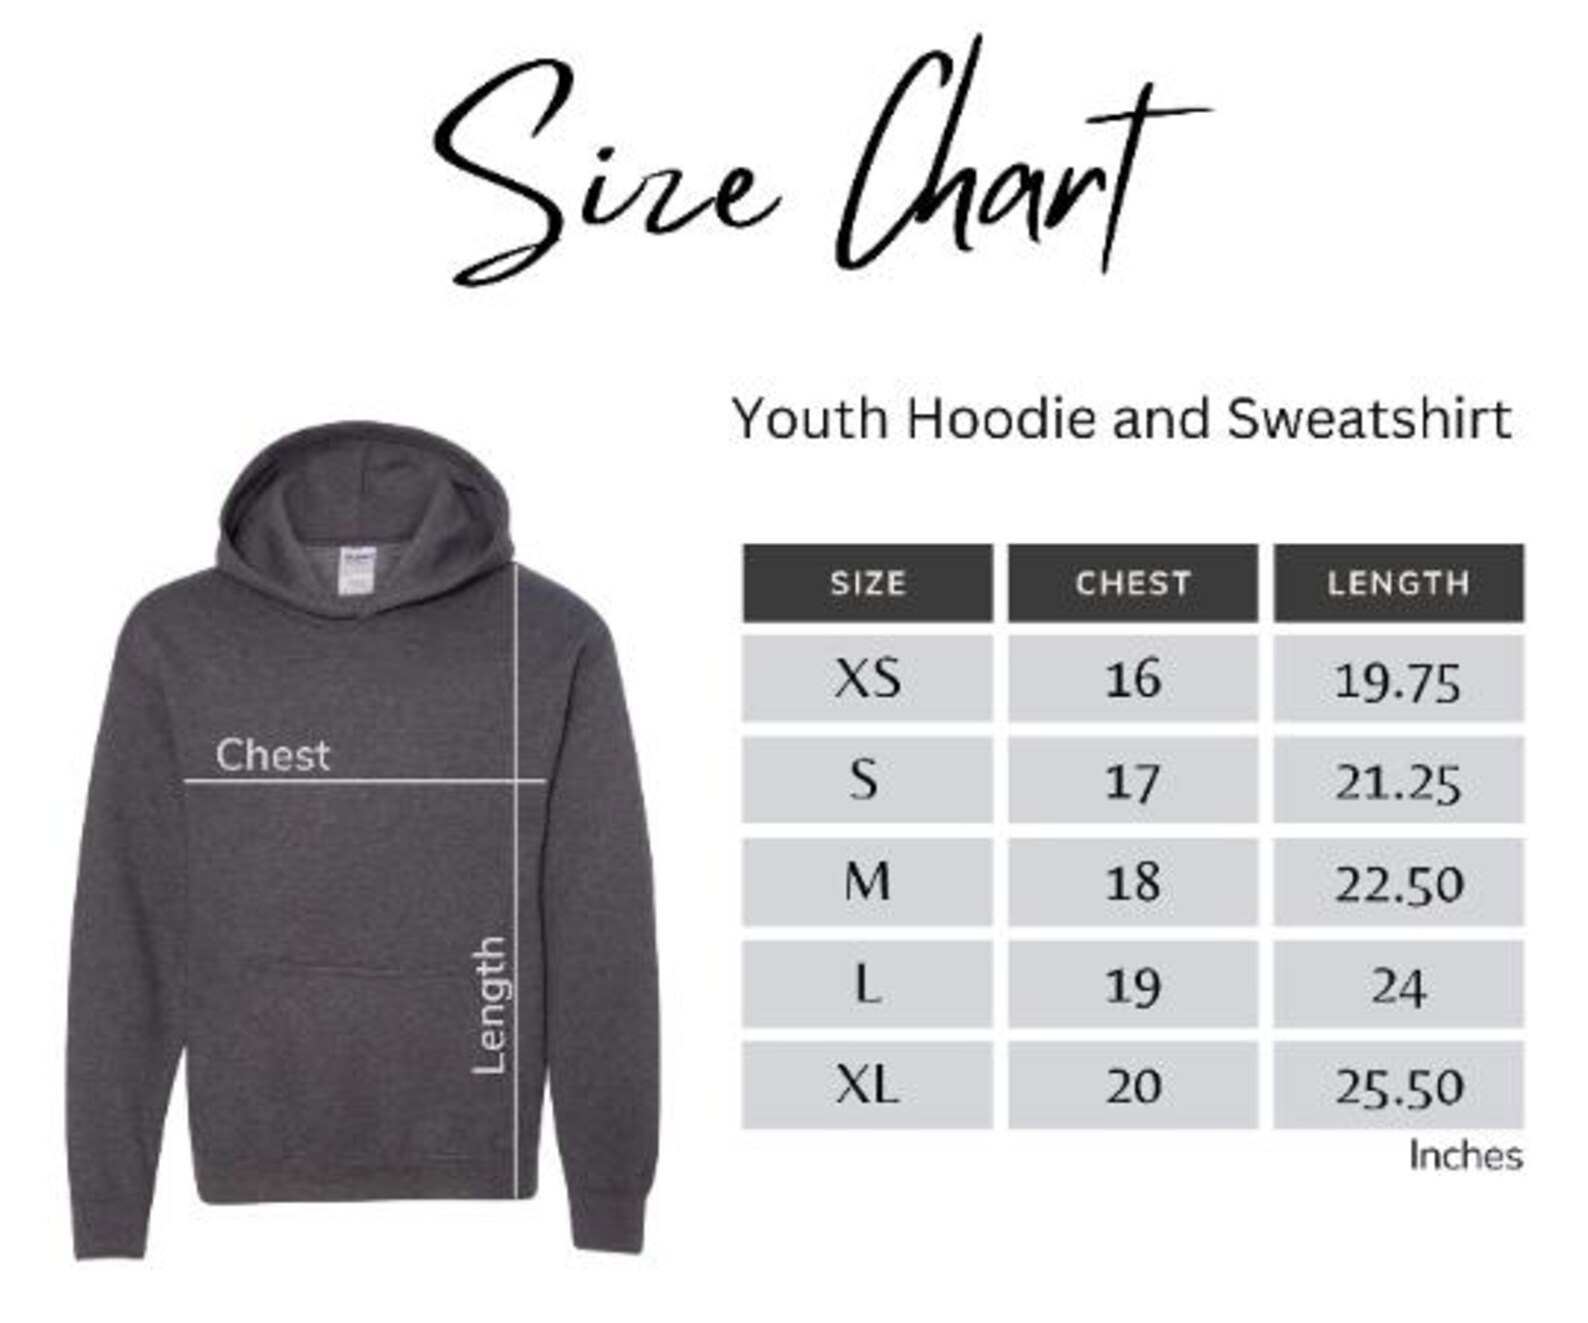 Size Chart
Youth Hoodie and Sweatshirt
SIZE CHEST LENGTH
XS 16 19.75
S 17 21.25
M 18 22.50
L 19 24
XL 20 25.50
Inches
Chest
Length